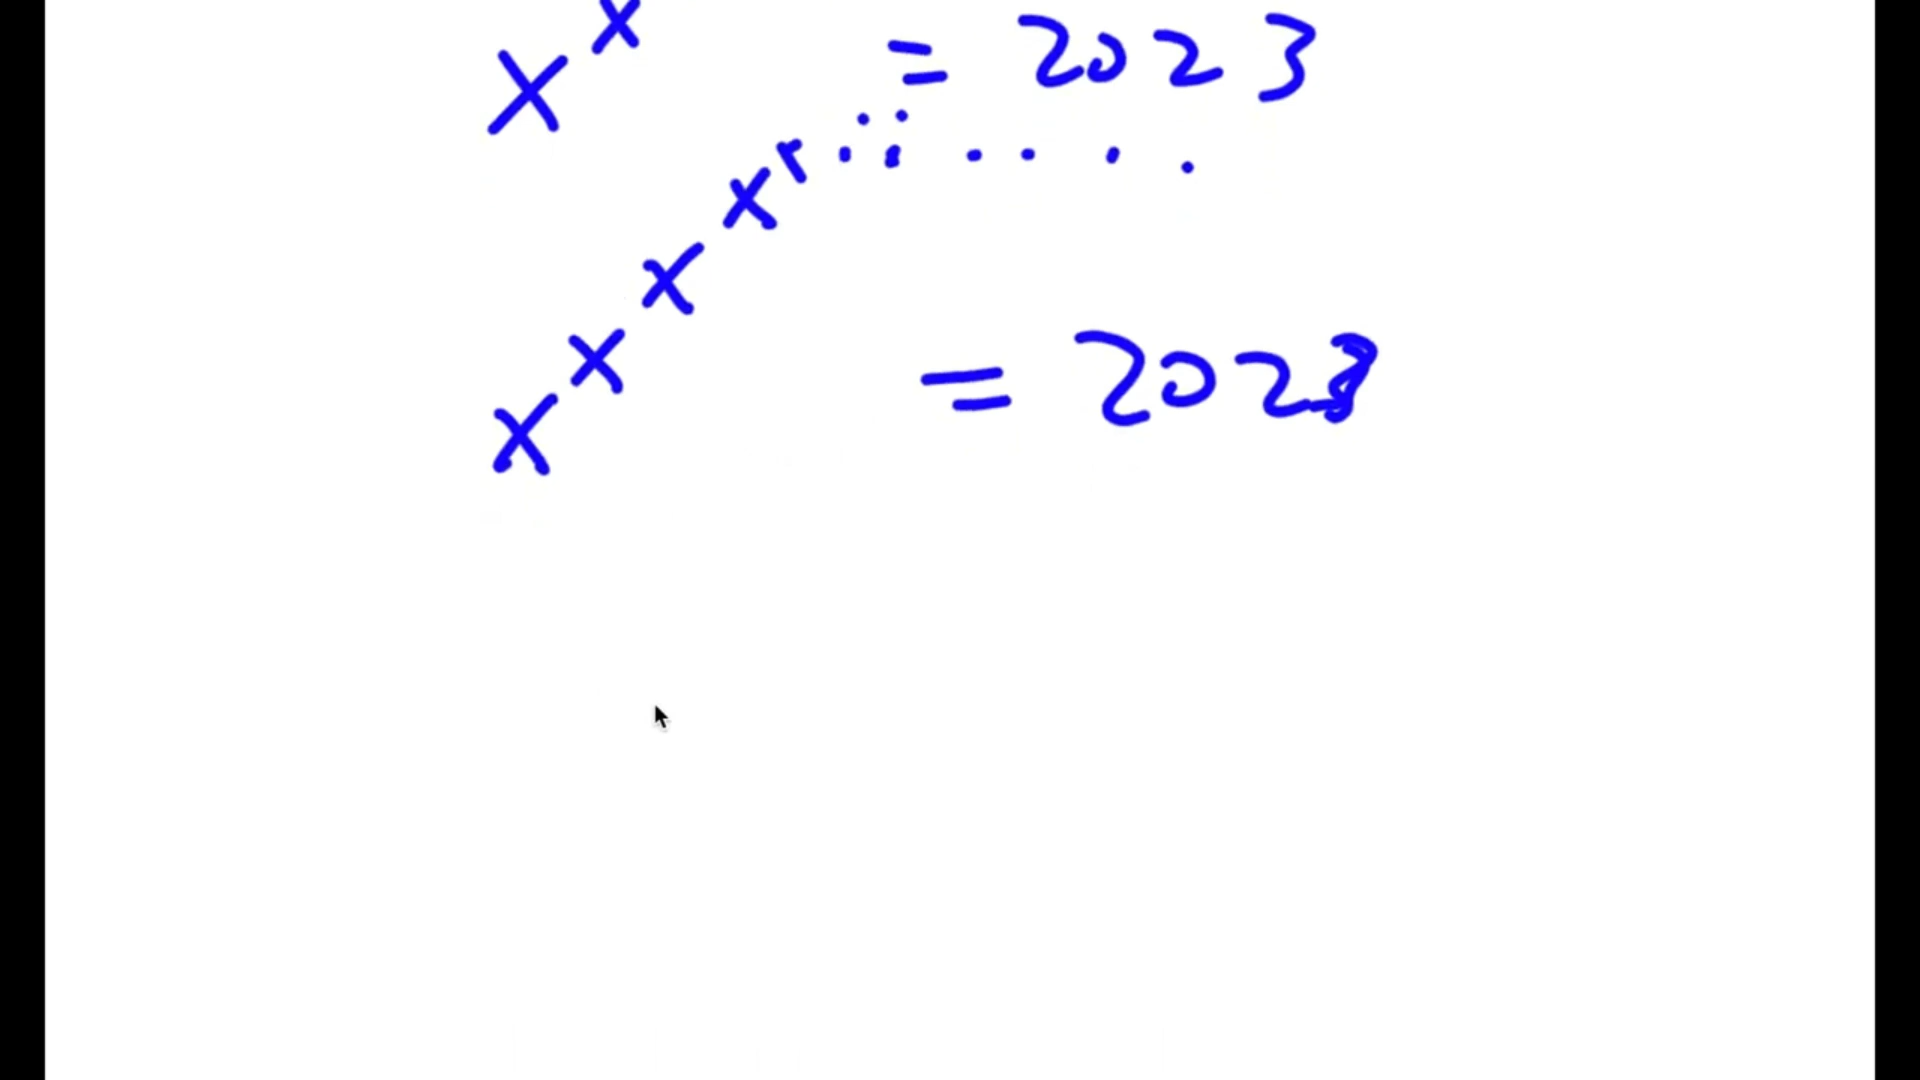 x^x = 2023
x^x^x^x^x...... = 2023